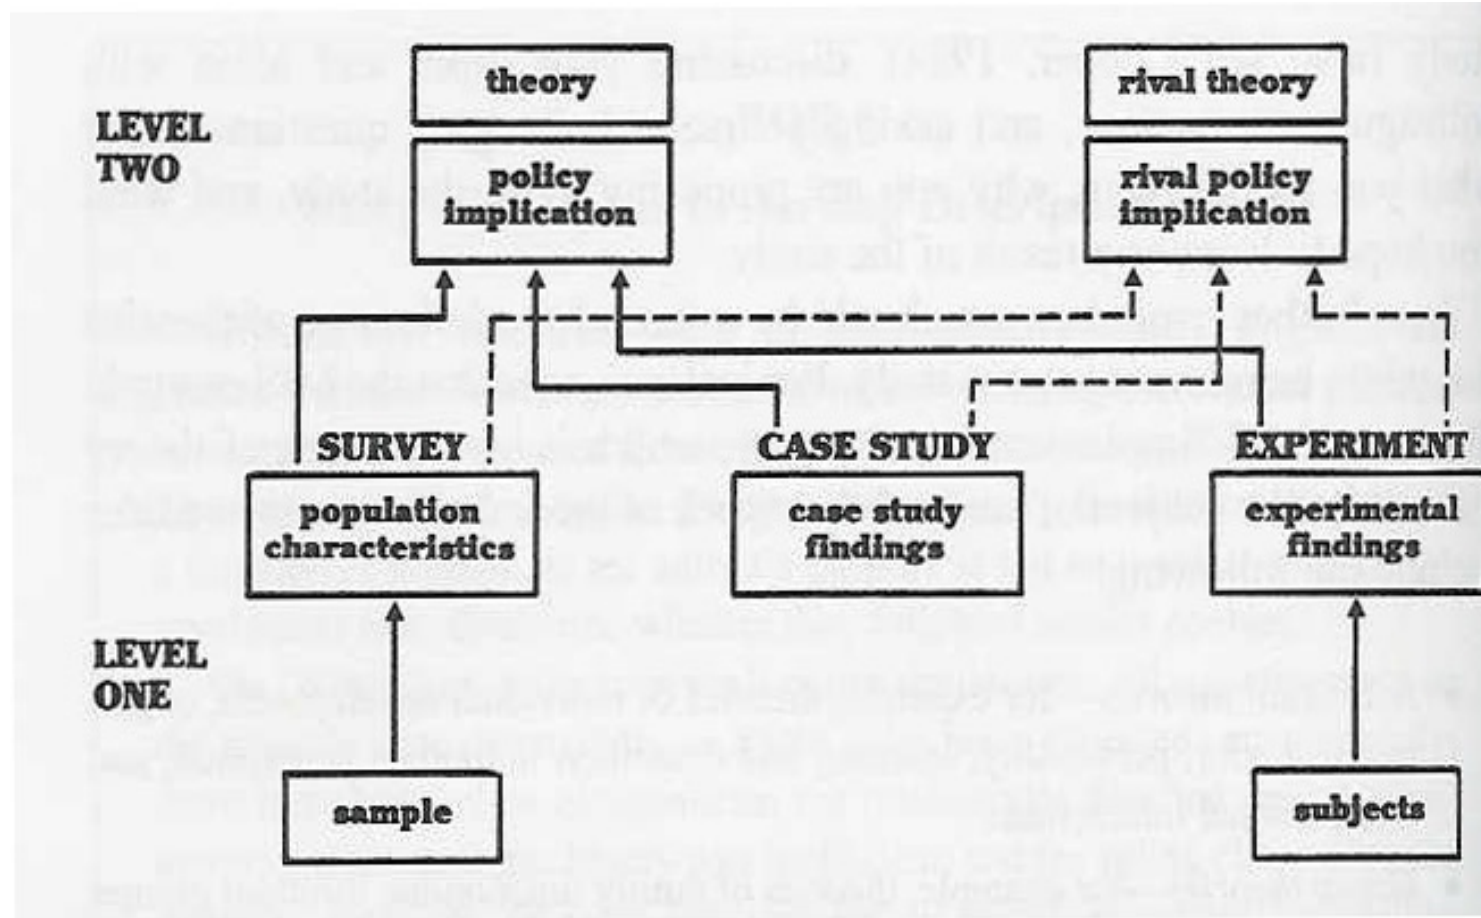 theory
rival theory
LEVEL
TWO
policy
implication
rival policy
implication
SURVEY
CASE STUDY
EXPERIMENT
population
characteristics
case study
findings
experimental
findings
LEVEL
ONE
sample
subjects